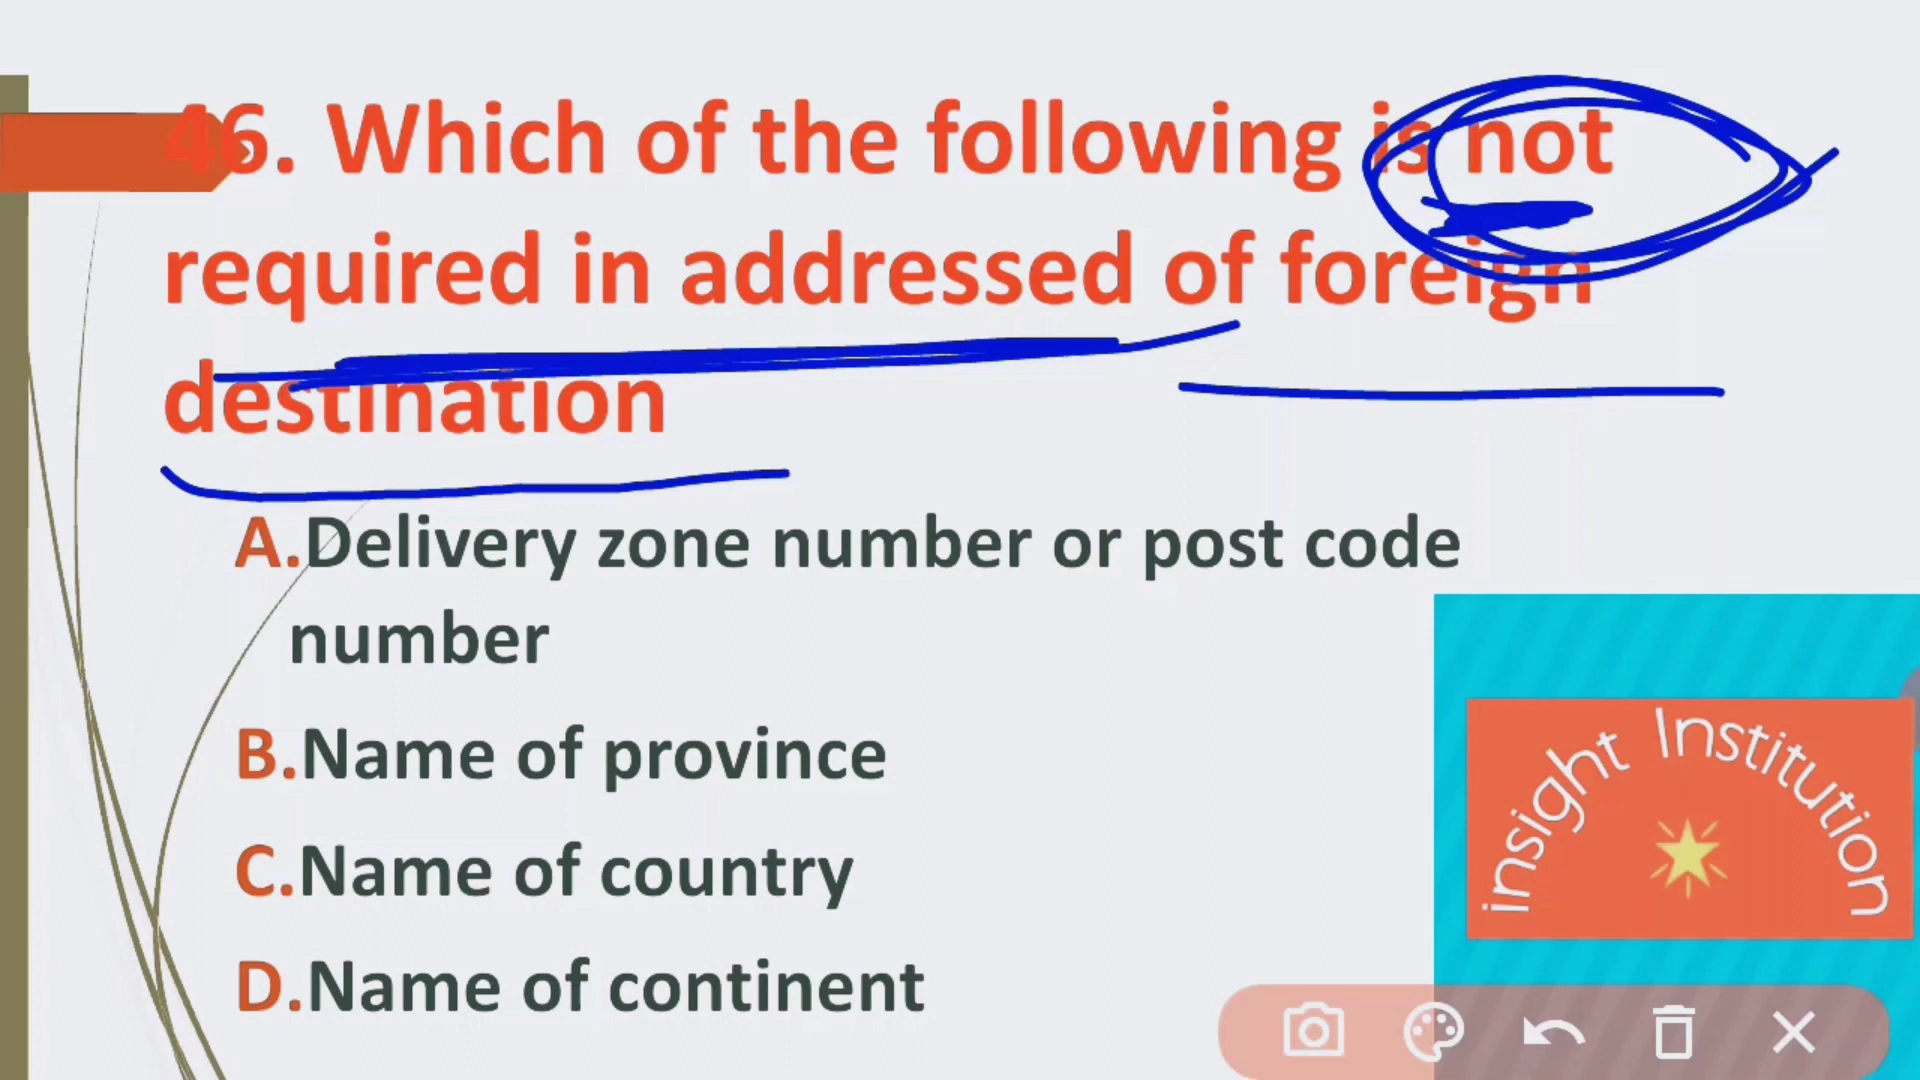 46. Which of the following is not
required in addressed of foreign
destination
A.Delivery zone number or post code
number
B.Name of province
C.Name of country
D.Name of continent
insight Institution